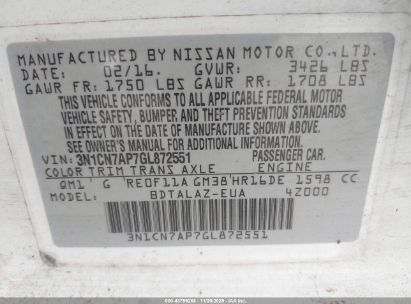 MANUFACTURED BY NISSAN MOTOR CO., LTD.
DATE: 02/16. GVWR: 3426 LBS
GAWR FR: 1750 LBS GAWR RR: 1708 LBS
THIS VEHICLE CONFORMS TO ALL APPLICABLE FEDERAL MOTOR
VEHICLE SAFETY, BUMPER, AND THEFT PREVENTION STANDARDS
IN EFFECT ON THE DATE OF MANUFACTURE SHOWN ABOVE.
SEE OWNER'S MANUAL FOR ADDITIONAL INFORMATION.
VIN: 3N1CN7AP7GL872551 PASSENGER CAR.
COLOR TRIM TRANS AXLE ENGINE
QM1 G RE0F11A GM38 HR16DE 1598 CC
MODEL: BDTALAZ-EUA 4Z000
3N1CN7AP7GL872551